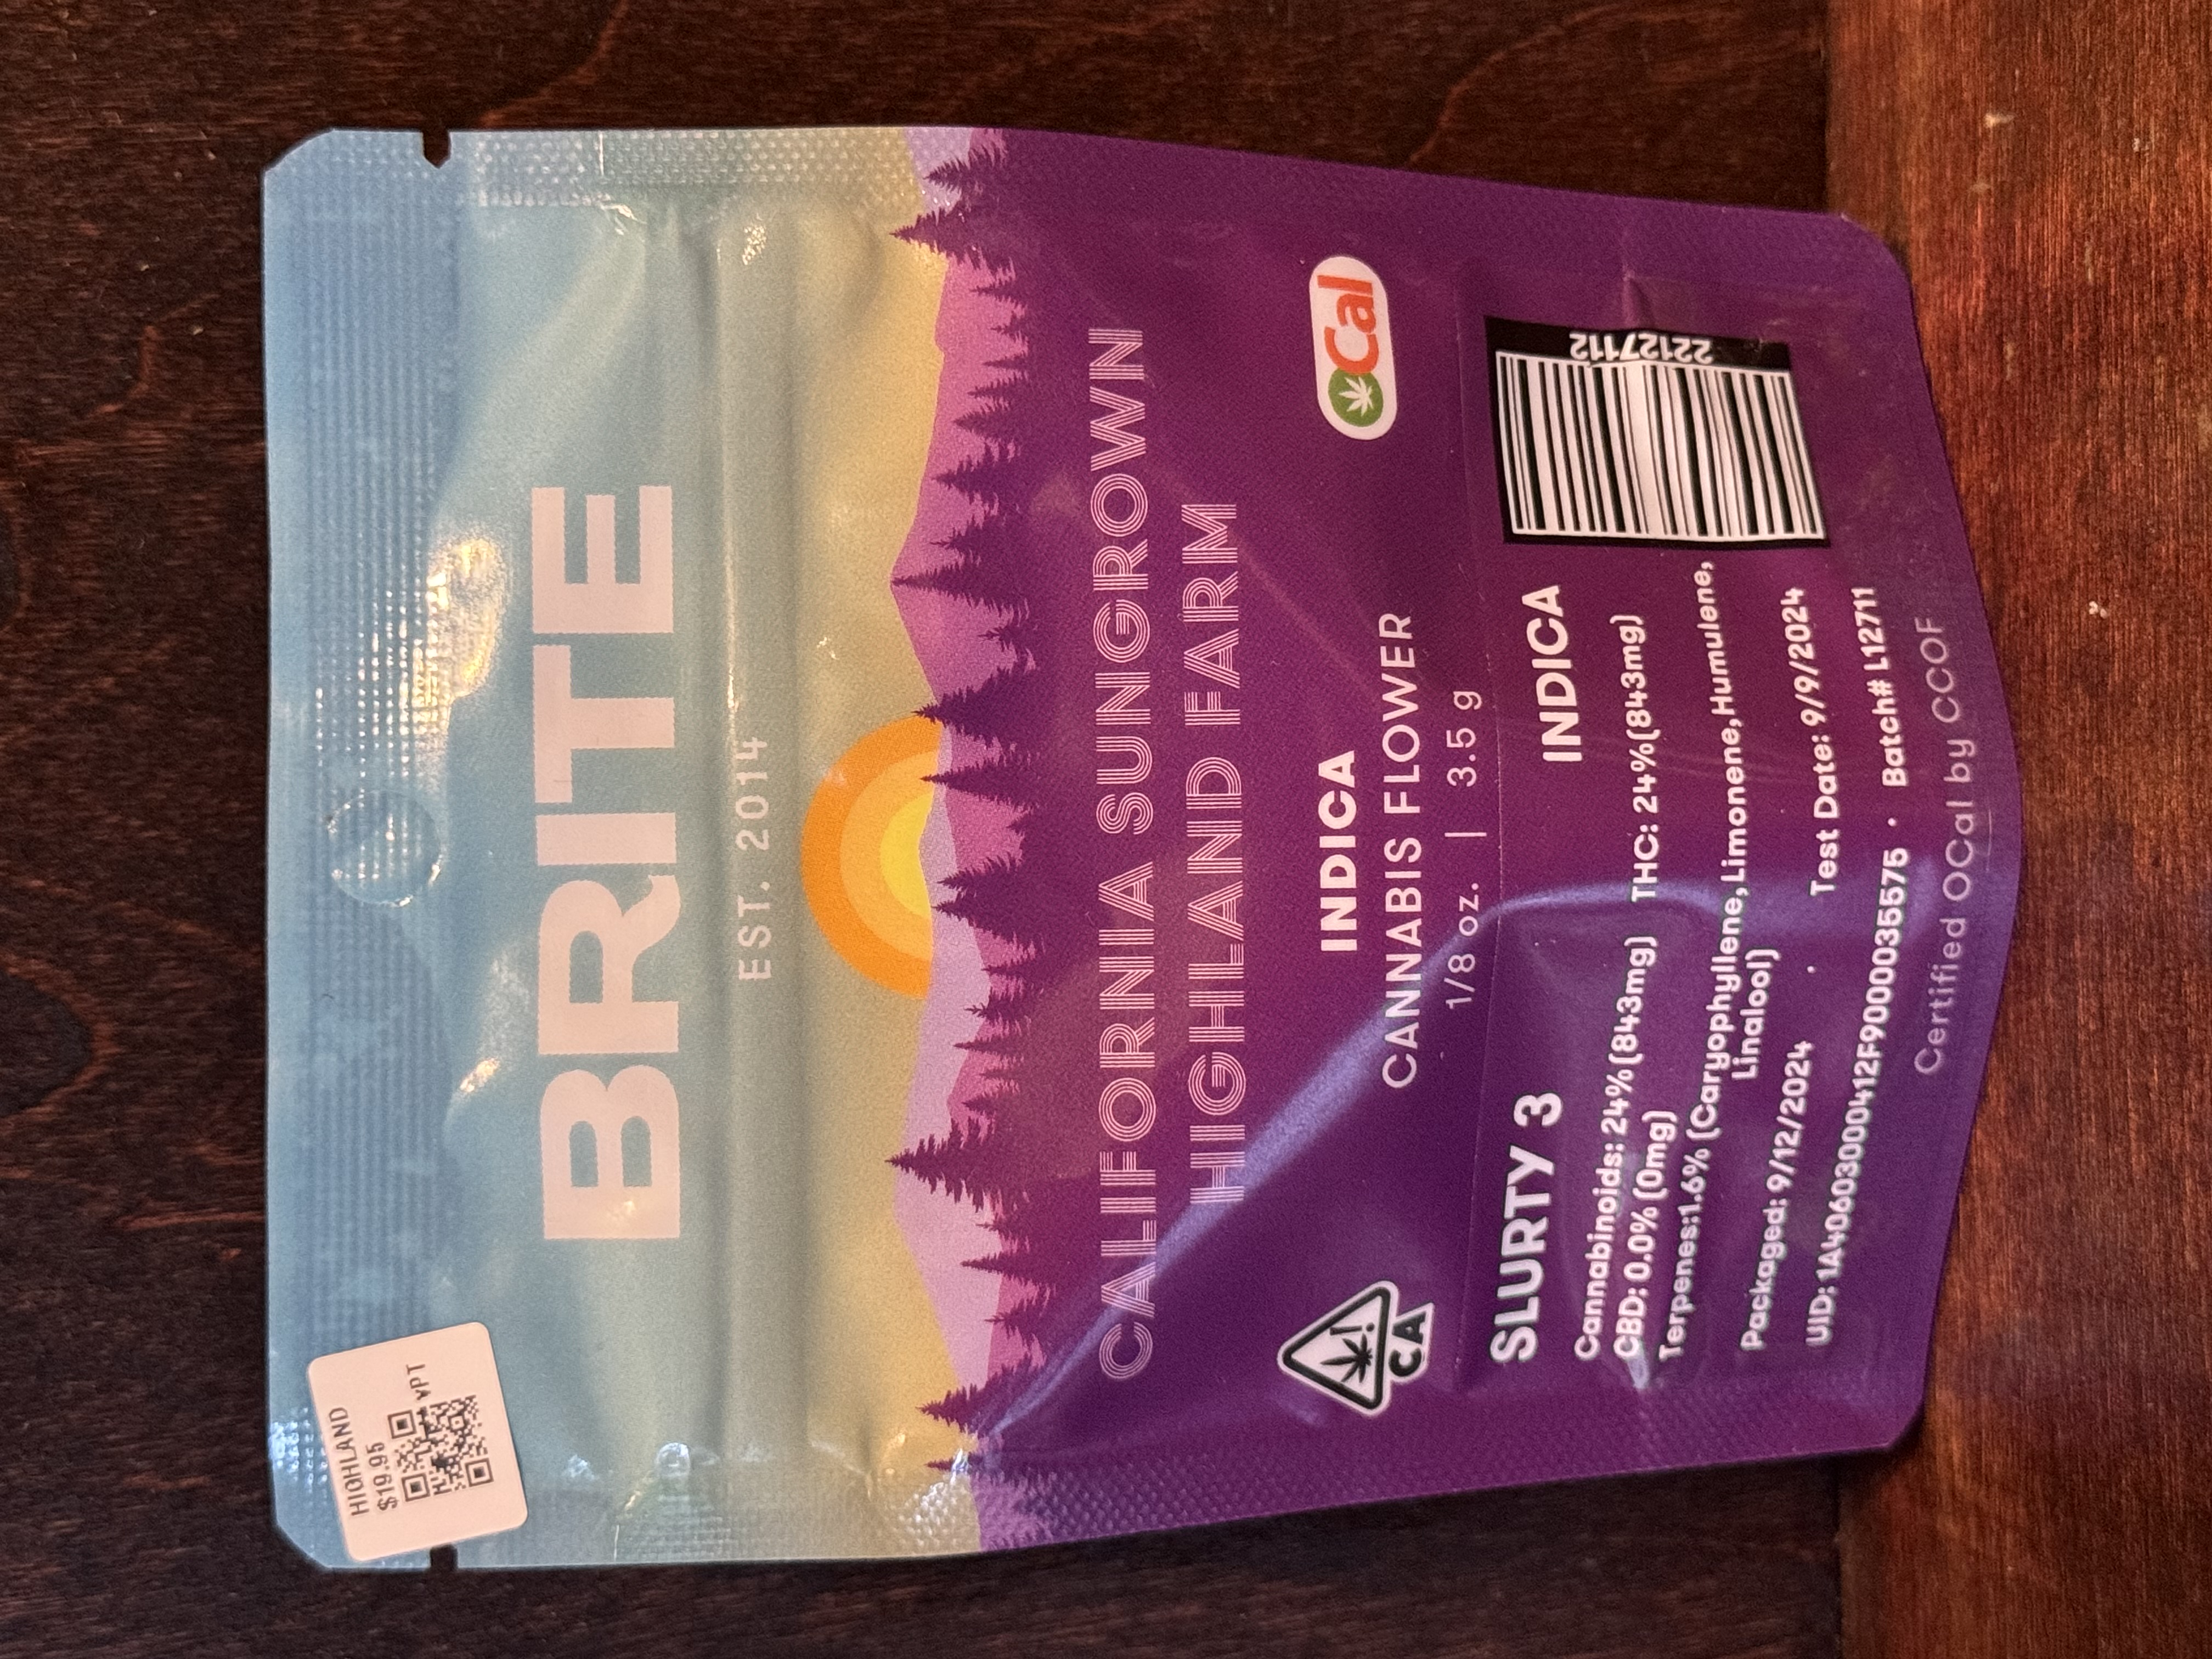 HIGHLAND
$19.95
VPT
BRITE
EST. 2014
CALIFORNIA SUNGROWN
HIGHLAND FARM
CA
INDICA
CANNABIS FLOWER
1/8 oz. | 3.5 g
OCal
SLURTY 3 INDICA
Cannabinoids: 24%(843mg) THC: 24%(843mg)
CBD: 0.0% (0mg)
Terpenes:1.6% (Caryophyllene,Limonene,Humulene,
Linalool)
Packaged: 9/12/2024 · Test Date: 9/9/2024
UID: 1A4060300412F9000035575 · Batch# L12711
Certified OCal by CCOF
22127112